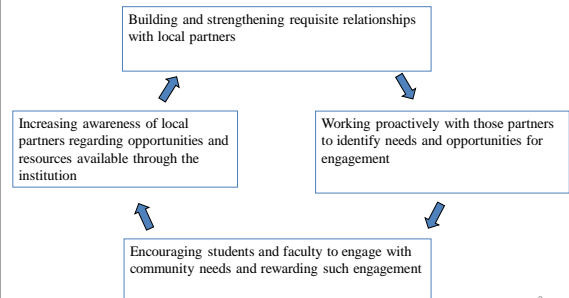 Building and strengthening requisite relationships
with local partners
Increasing awareness of local
partners regarding opportunities and
resources available through the
institution
Working proactively with those partners
to identify needs and opportunities for
engagement
Encouraging students and faculty to engage with
community needs and rewarding such engagement